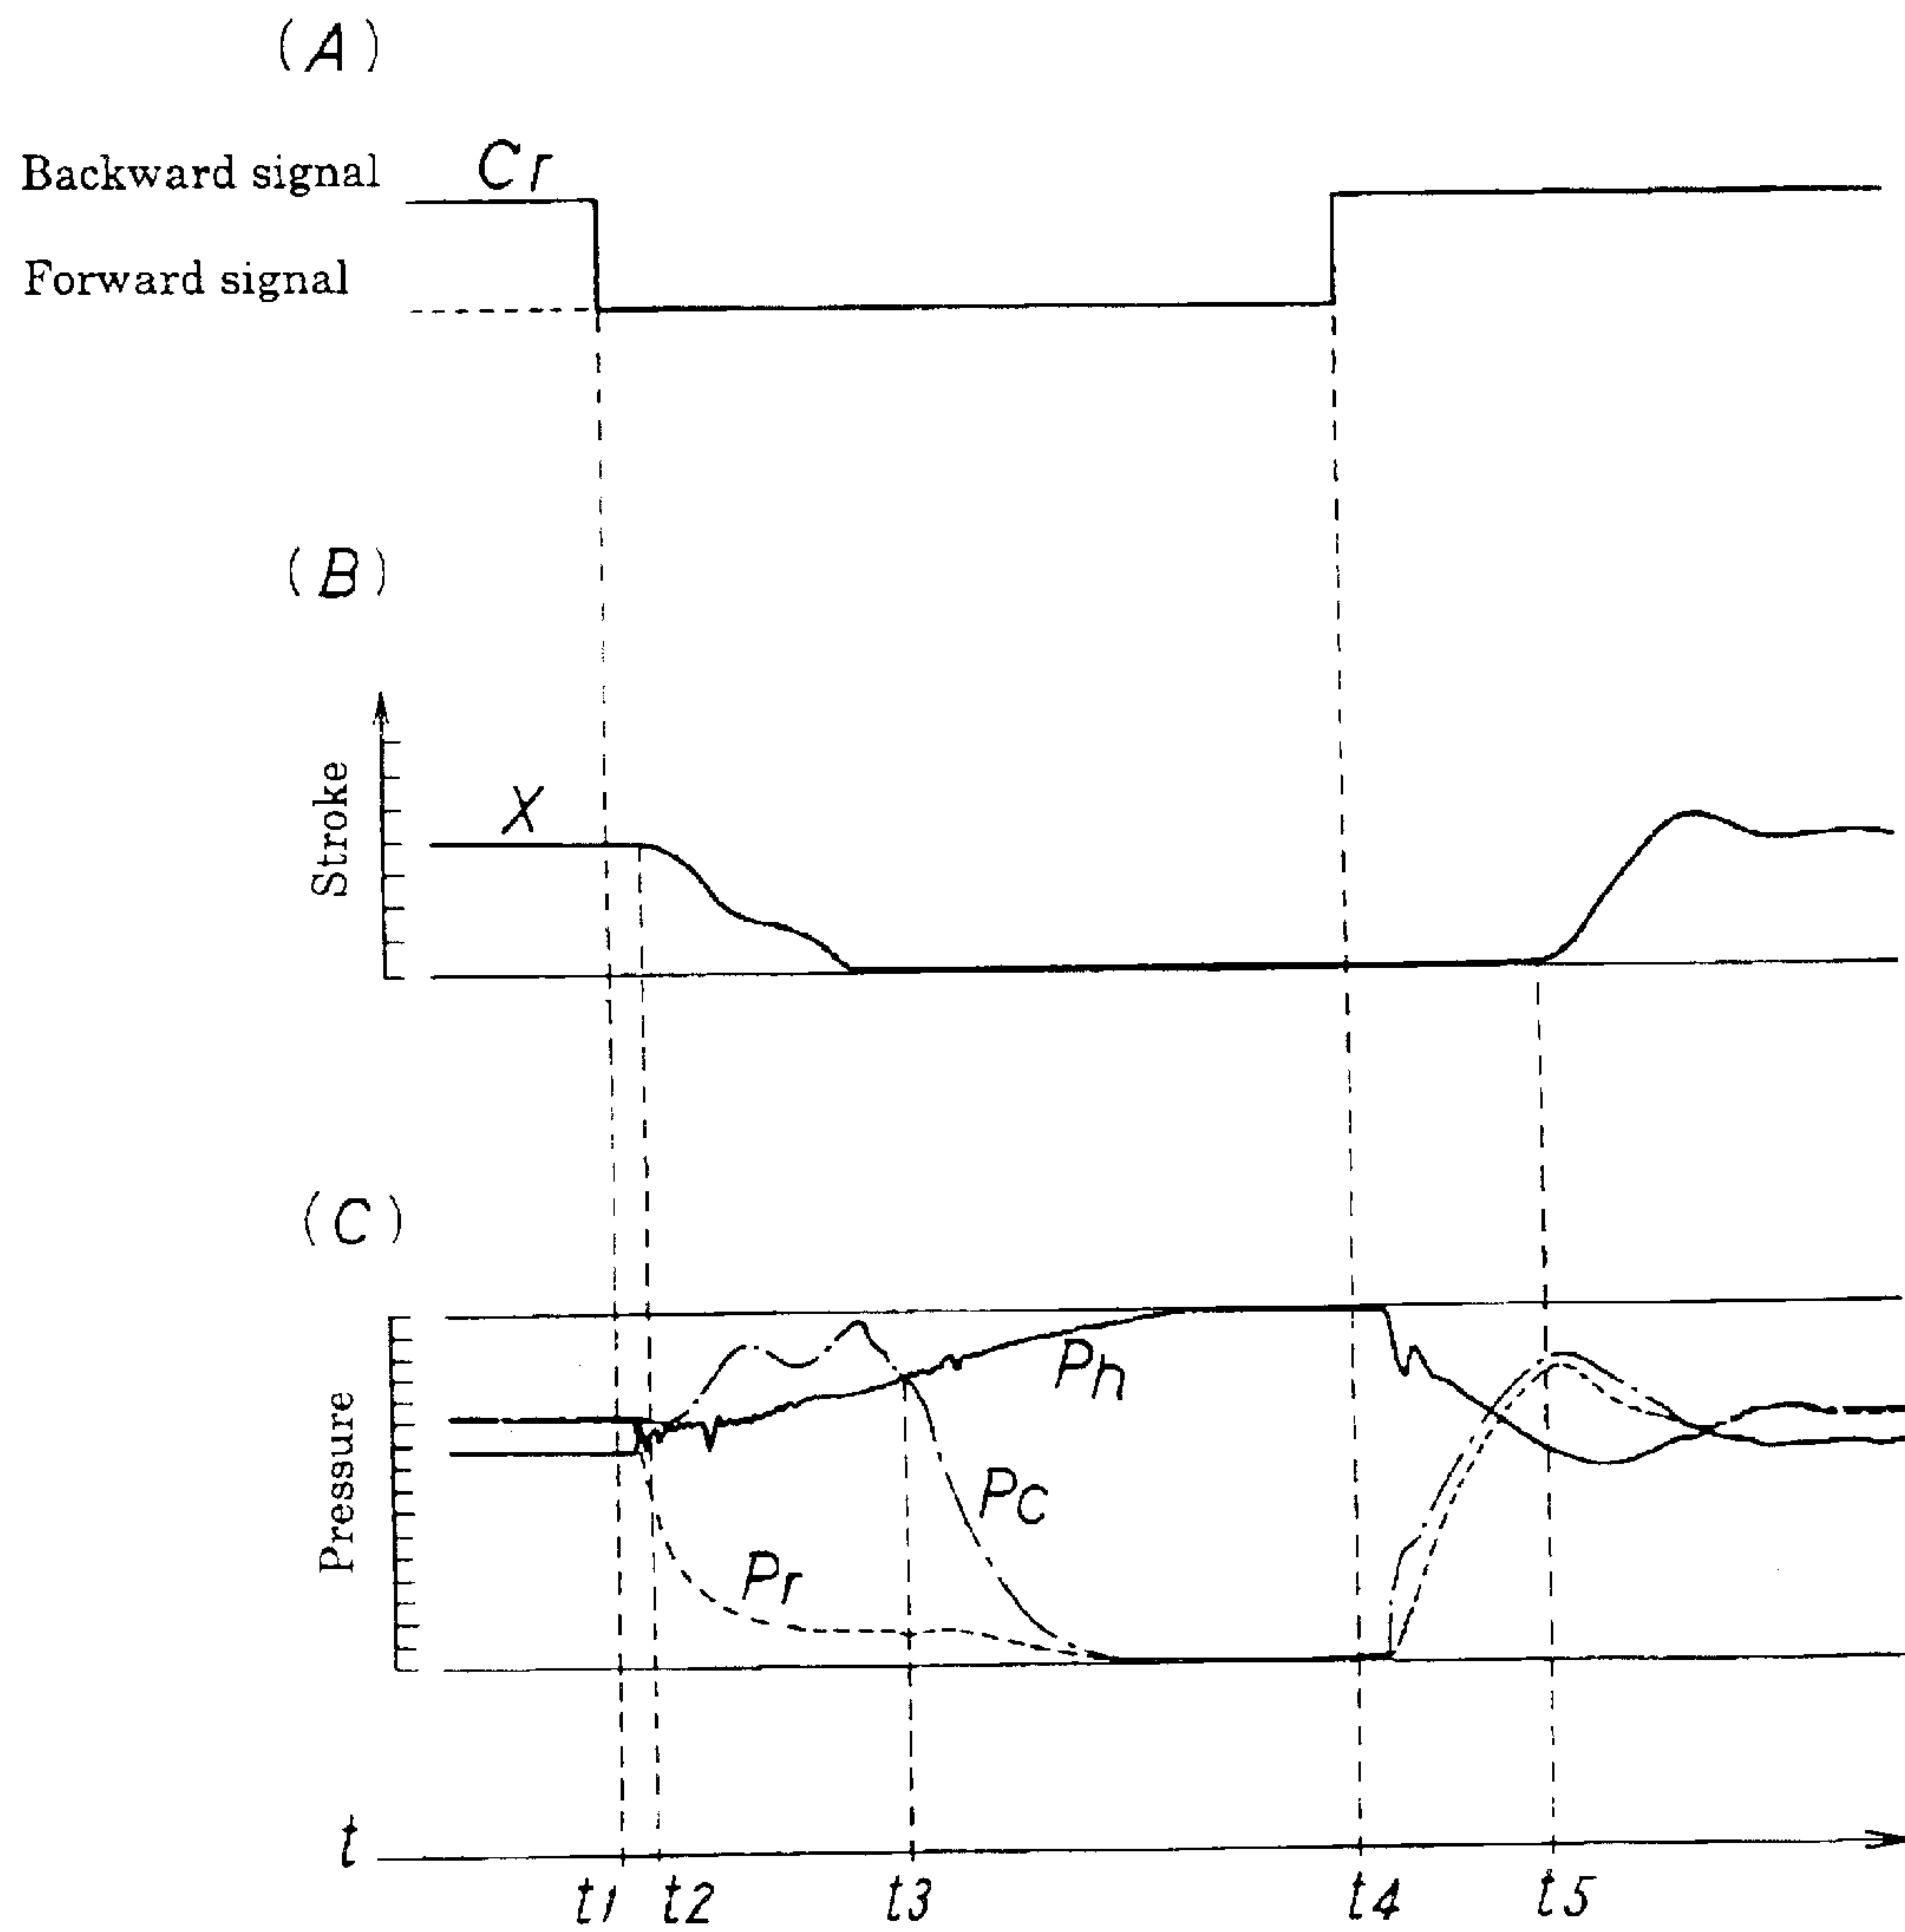 (A)
Backward signal
Cr
Forward signal
(B)
Stroke
X
(C)
Pressure
Ph
Pc
Pr
t
t1 t2 t3 t4 t5